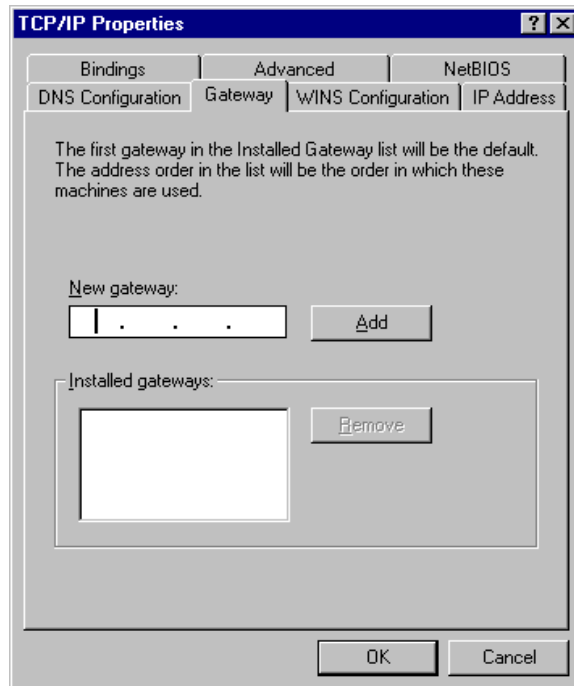 TCP/IP Properties
Bindings Advanced NetBIOS
DNS Configuration Gateway WINS Configuration IP Address
The first gateway in the Installed Gateway list will be the default.
The address order in the list will be the order in which these
machines are used.
New gateway:
. . . Add
Installed gateways:
Remove
OK Cancel